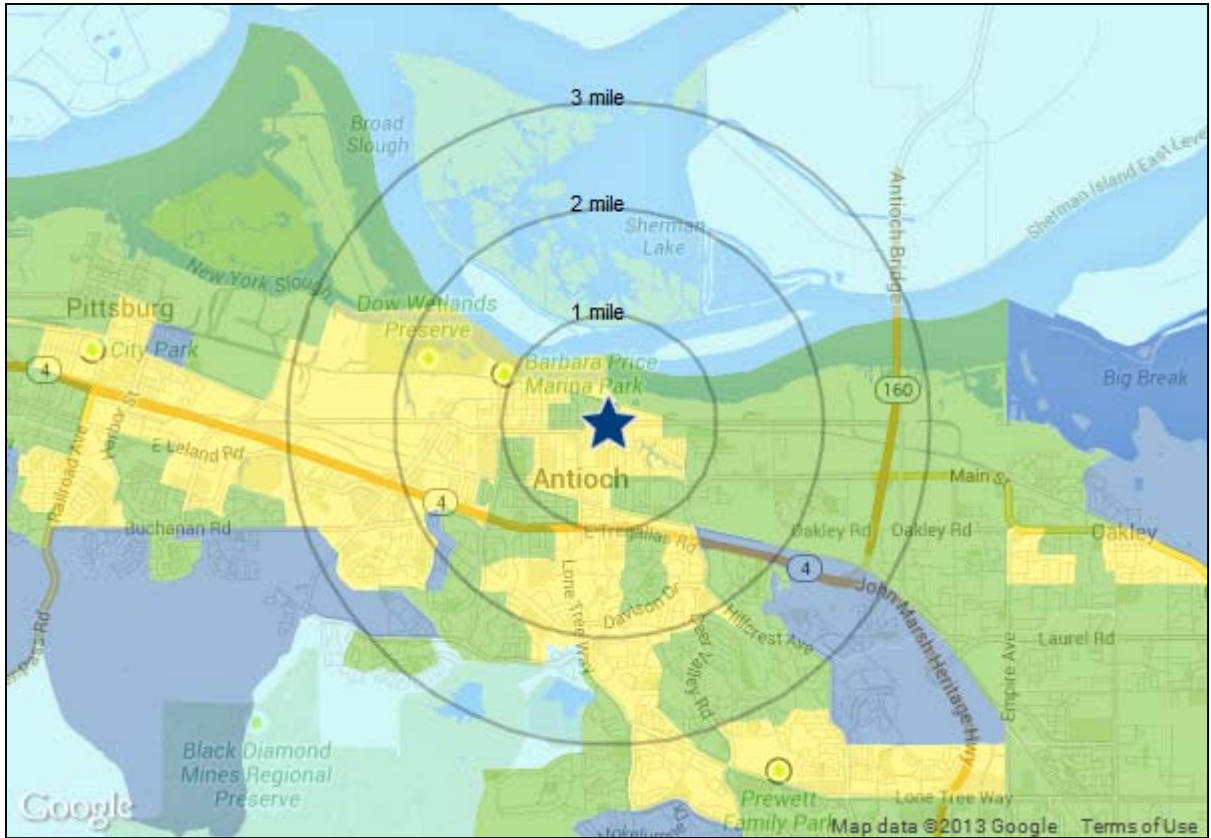 3 mile
Broad
Slough
2 mile
Sherman
Lake
Antioch Bridge
Sherman Island East Leve
New York Slough
Pittsburg
Dow Wetlands
Preserve
1 mile
City Park
Barbara Price
Marina Park
Big Break
4
160
Harbor St
E Leland Rd
Railroad Ave
Antioch
Main St
4
Buchanan Rd
E Tregallas Rd
Oakley Rd
Oakley Rd
Oakley
4
Lone Tree Way
Davison Dr
Hillcrest Ave
John Marsh Heritage Hwy
Laurel Rd
Deer Valley Rd
Empire Ave
Pass Rd
Black Diamond
Mines Regional
Preserve
Prewett
Family Park
Lone Tree Way
Google
Map data ©2013 Google
Terms of Use